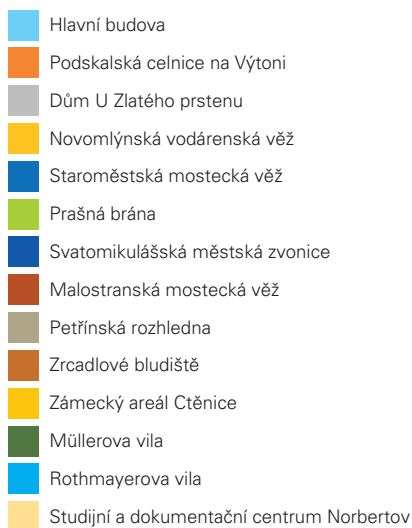 Hlavní budova
Podskalská celnice na Výtoni
Dům U Zlatého prstenu
Novomlýnská vodárenská věž
Staroměstská mostecká věž
Prašná brána
Svatomikulášská městská zvonice
Malostranská mostecká věž
Petřínská rozhledna
Zrcadlové bludiště
Zámecký areál Ctěnice
Müllerova vila
Rothmayerova vila
Studijní a dokumentační centrum Norbertov